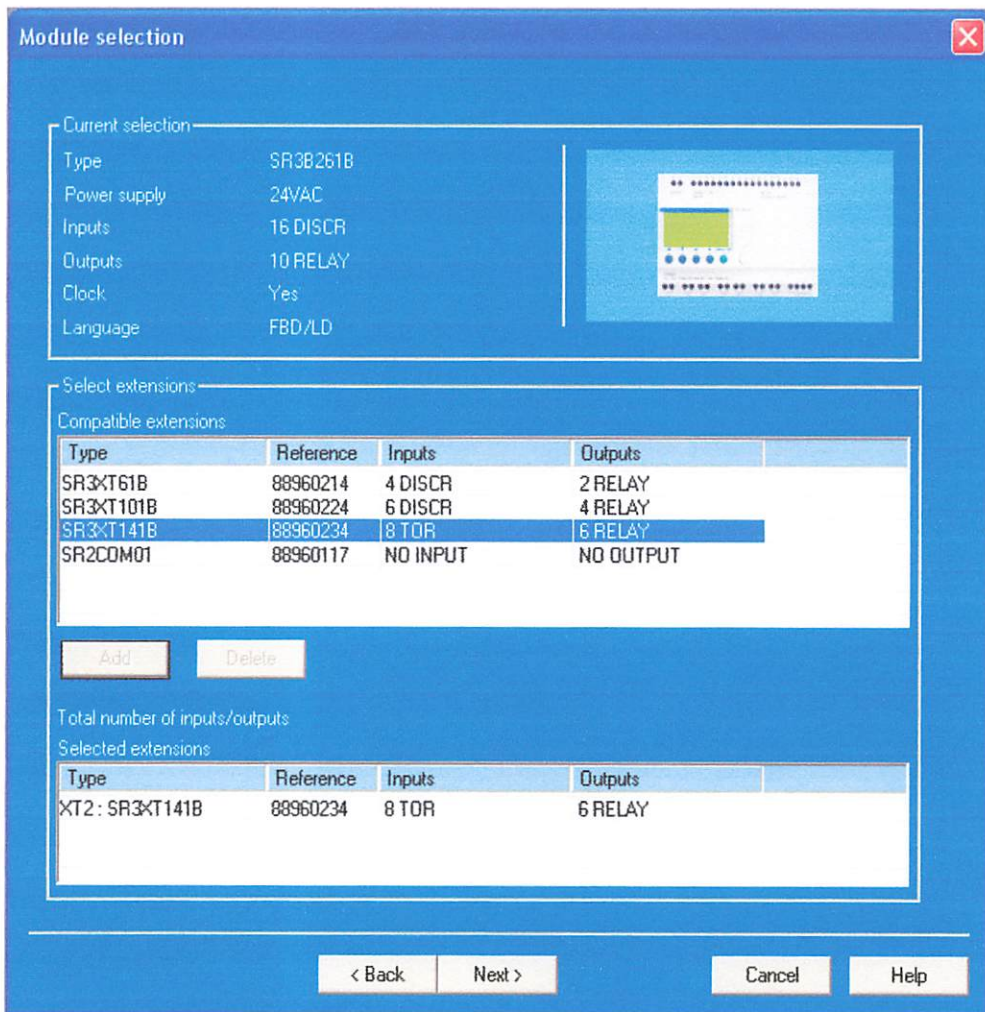 Module selection
Current selection
Type SR3B261B
Power supply 24VAC
Inputs 16 DISCR
Outputs 10 RELAY
Clock Yes
Language FBD/LD
Select extensions
Compatible extensions
Type Reference Inputs Outputs
SR3XT61B 88960214 4 DISCR 2 RELAY
SR3XT101B 88960224 6 DISCR 4 RELAY
SR3XT141B 88960234 8 TOR 6 RELAY
SR2COM01 88960117 NO INPUT NO OUTPUT
Add Delete
Total number of inputs/outputs
Selected extensions
Type Reference Inputs Outputs
XT2 : SR3XT141B 88960234 8 TOR 6 RELAY
< Back Next > Cancel Help